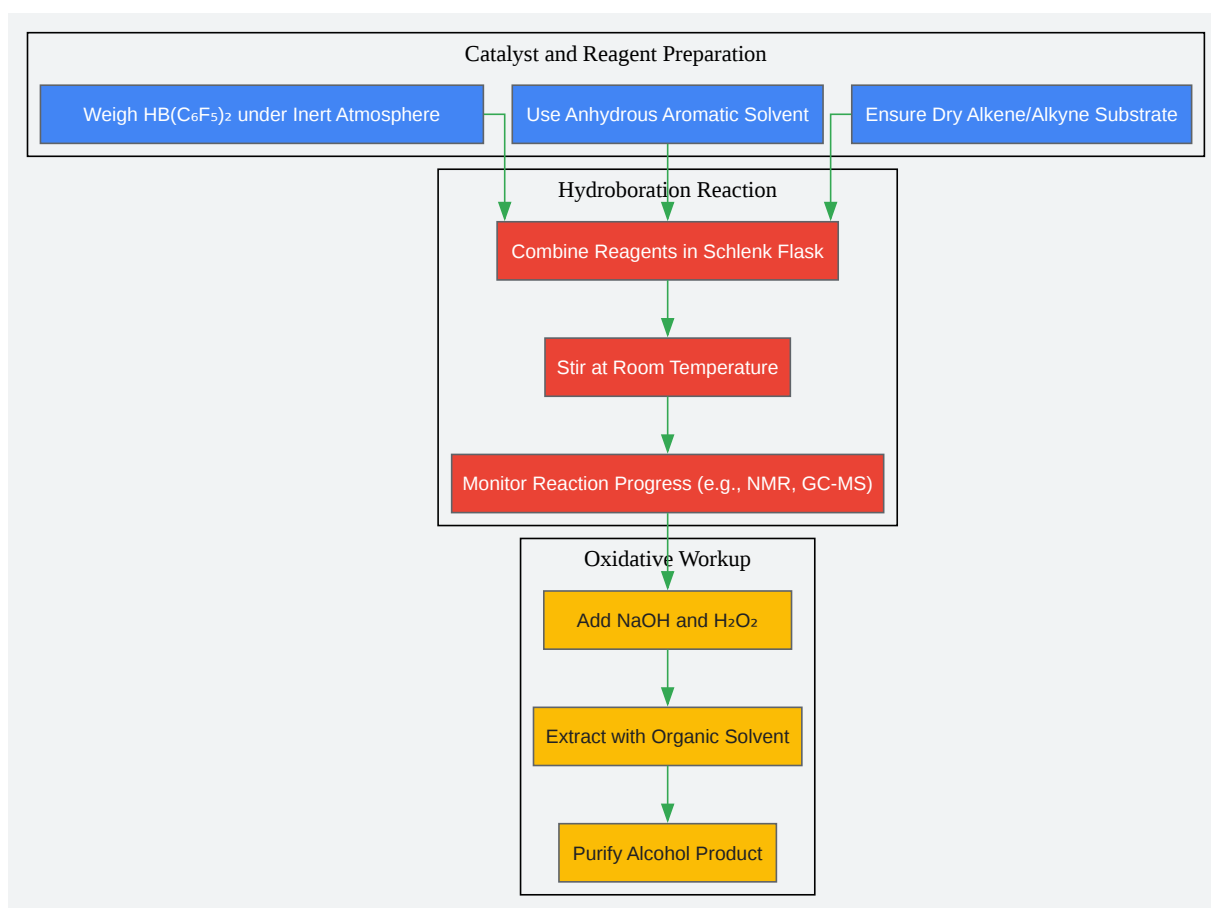 Catalyst and Reagent Preparation
Weigh HB(C₆F₅)₂ under Inert Atmosphere
Use Anhydrous Aromatic Solvent
Ensure Dry Alkene/Alkyne Substrate
Hydroboration Reaction
Combine Reagents in Schlenk Flask
Stir at Room Temperature
Monitor Reaction Progress (e.g., NMR, GC-MS)
Oxidative Workup
Add NaOH and H₂O₂
Extract with Organic Solvent
Purify Alcohol Product